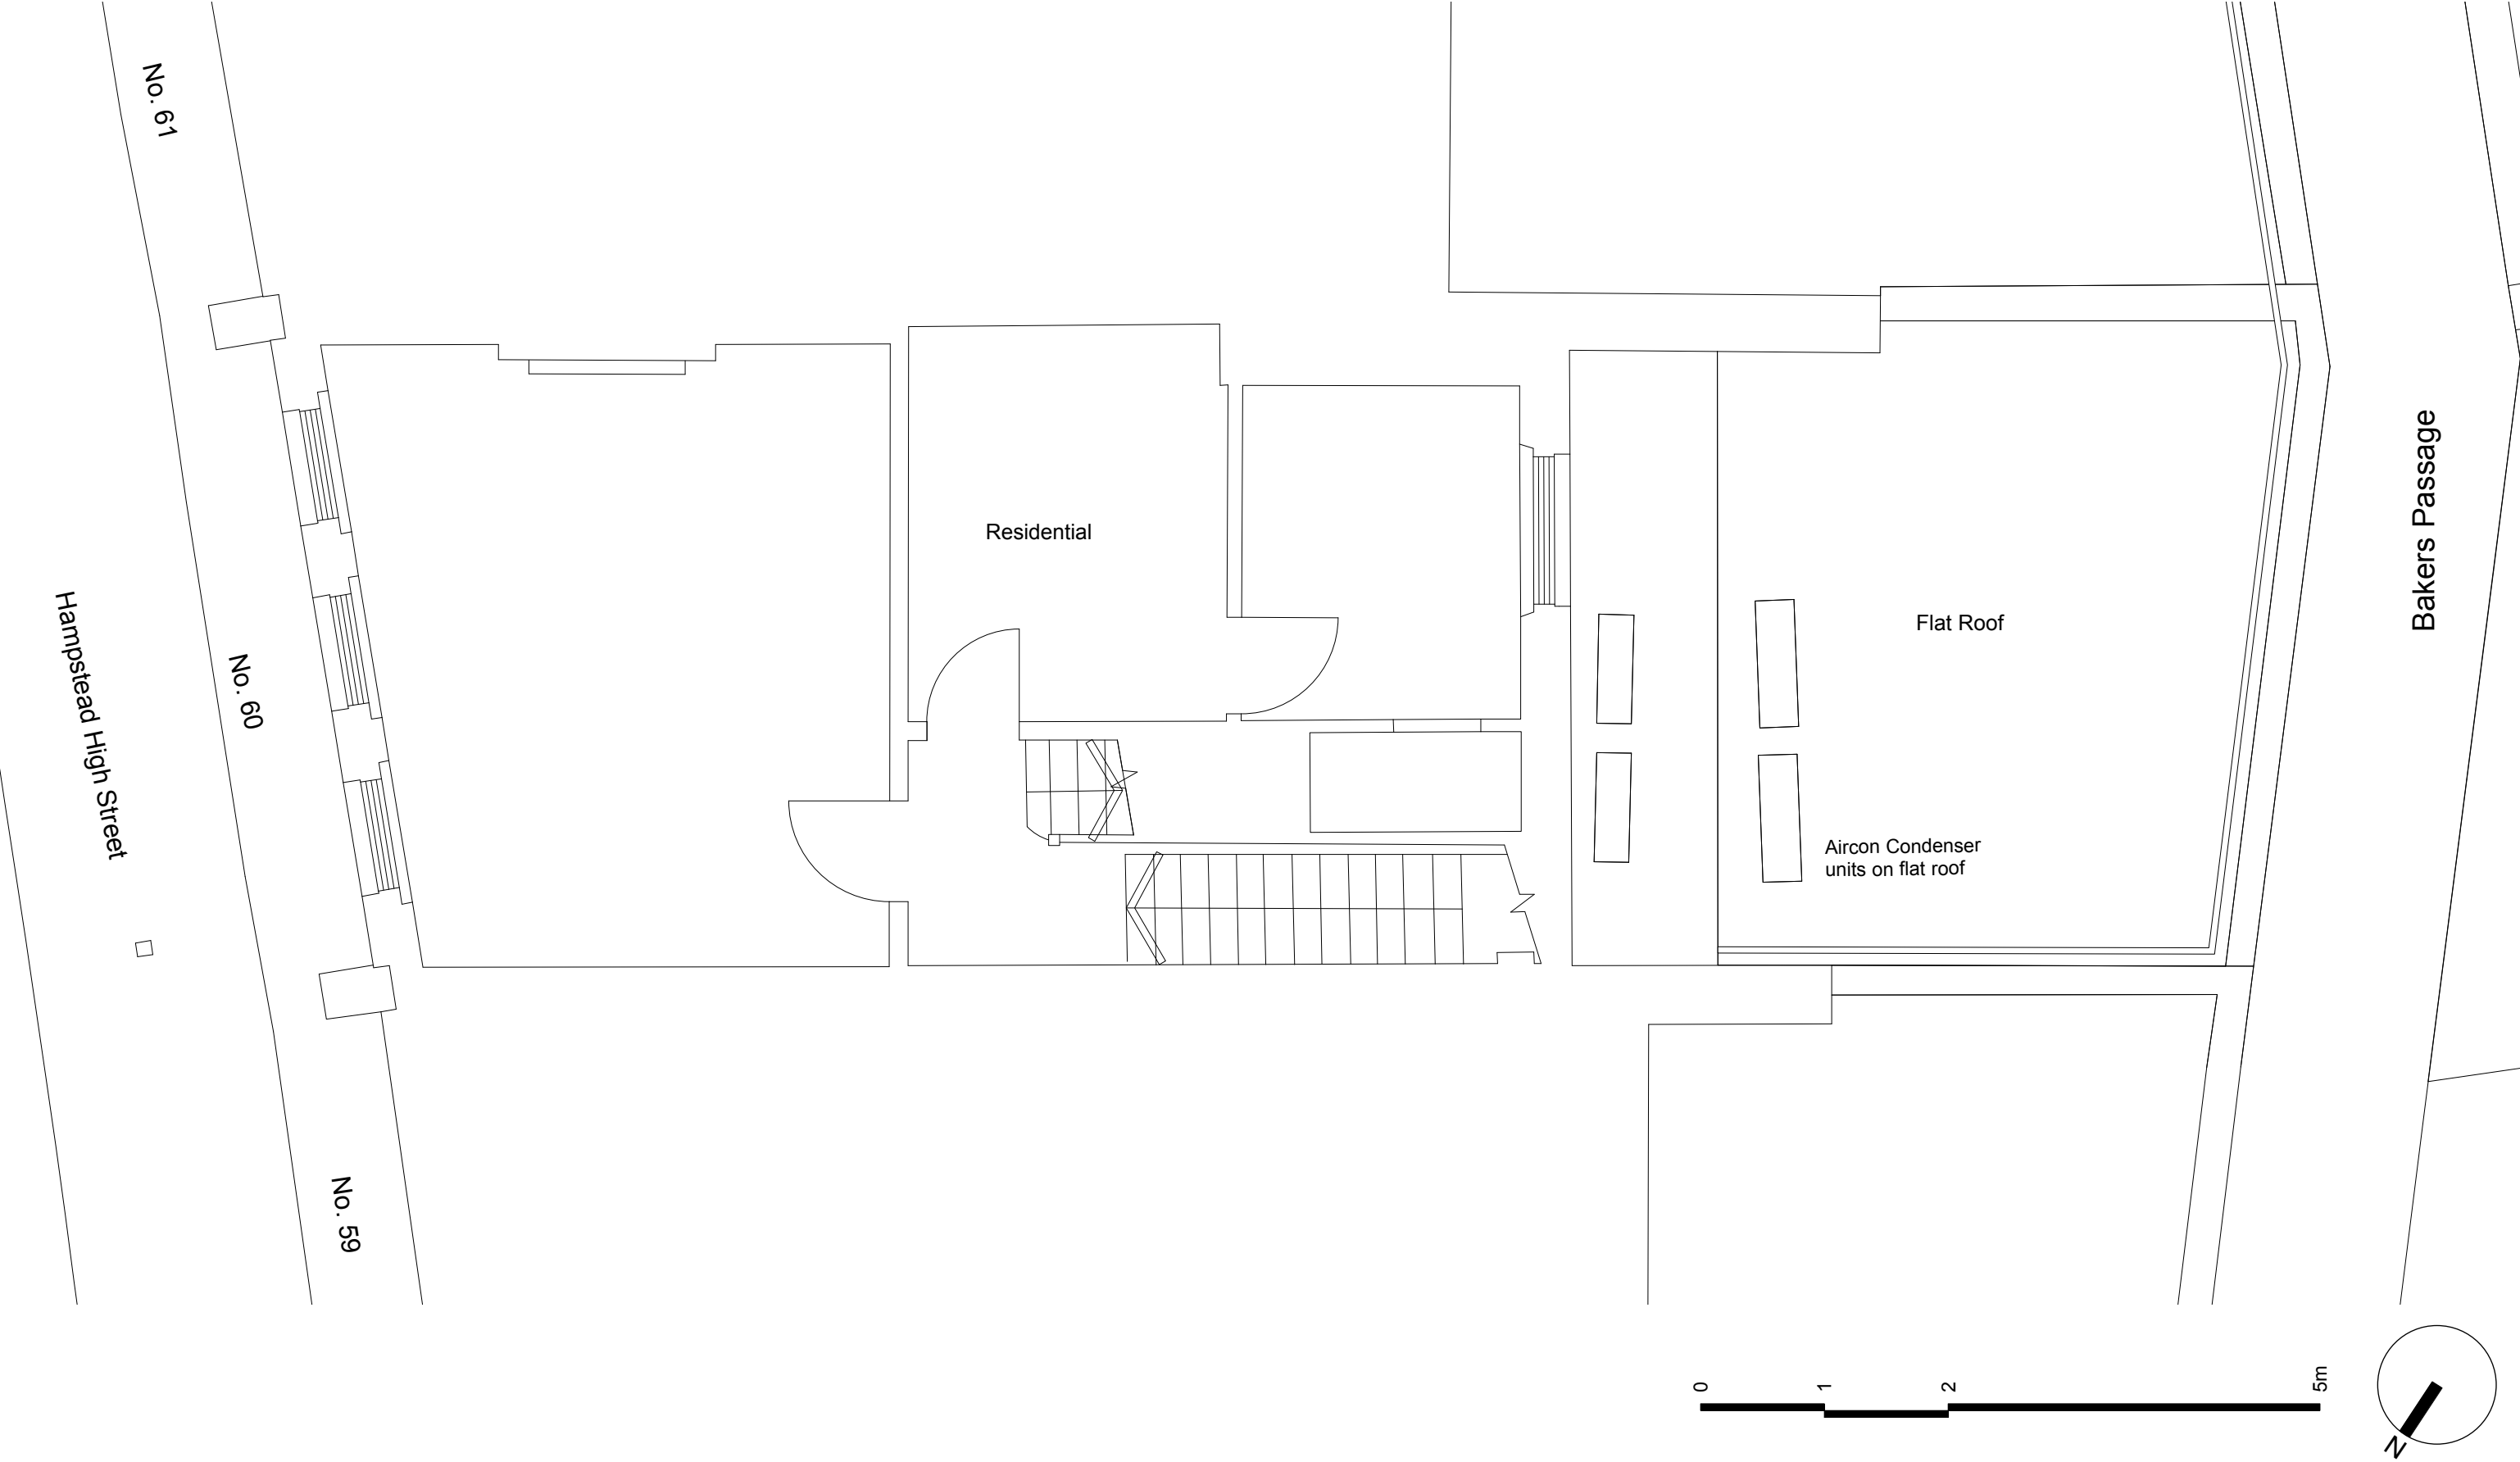 No. 61
Hampstead High Street
No. 60
No. 59
Residential
Flat Roof
Aircon Condenser
units on flat roof
Bakers Passage
0
1
2
5m
N